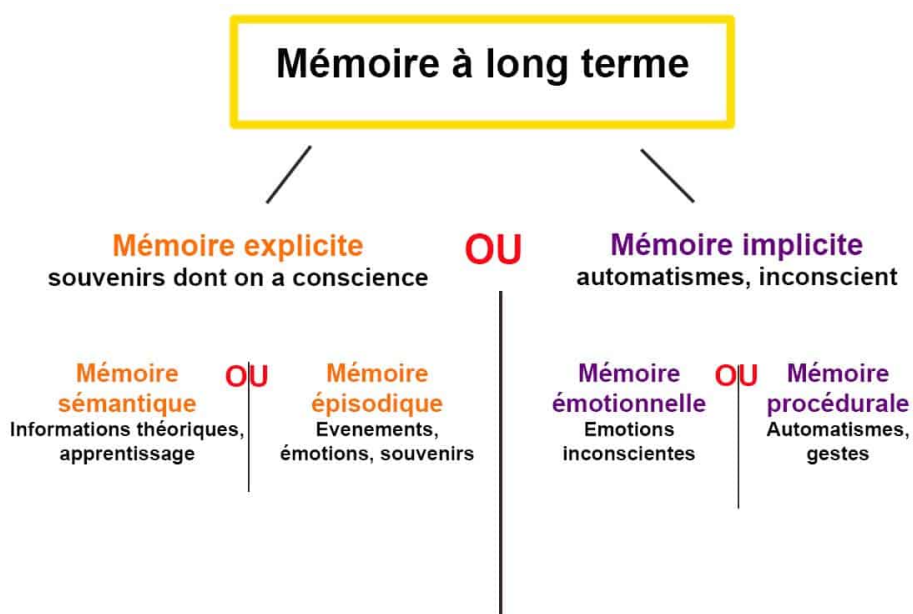 Mémoire à long terme
Mémoire explicite
souvenirs dont on a conscience
OU
Mémoire implicite
automatismes, inconscient
Mémoire
sémantique
Informations théoriques,
apprentissage
OU
Mémoire
épisodique
Evenements,
émotions, souvenirs
Mémoire
émotionnelle
Emotions
inconscientes
OU
Mémoire
procédurale
Automatismes,
gestes